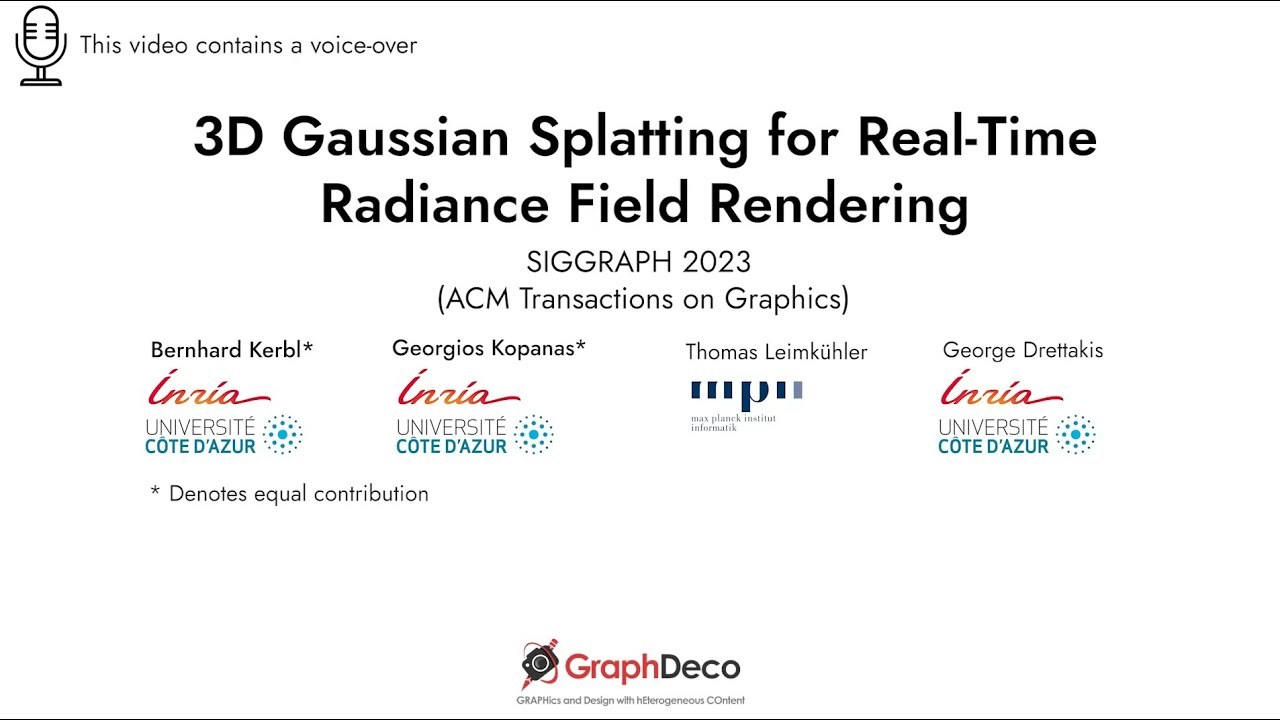 This video contains a voice-over
3D Gaussian Splatting for Real-Time
Radiance Field Rendering
SIGGRAPH 2023
(ACM Transactions on Graphics)
Bernhard Kerbl*
Inria
UNIVERSITÉ
CÔTE D'AZUR
Georgios Kopanas*
Inria
UNIVERSITÉ
CÔTE D'AZUR
Thomas Leimkühler
mpii
max planck institut
informatik
George Drettakis
Inria
UNIVERSITÉ
CÔTE D'AZUR
* Denotes equal contribution
GraphDeco
GRAPHics and Design with hEterogeneous COntent